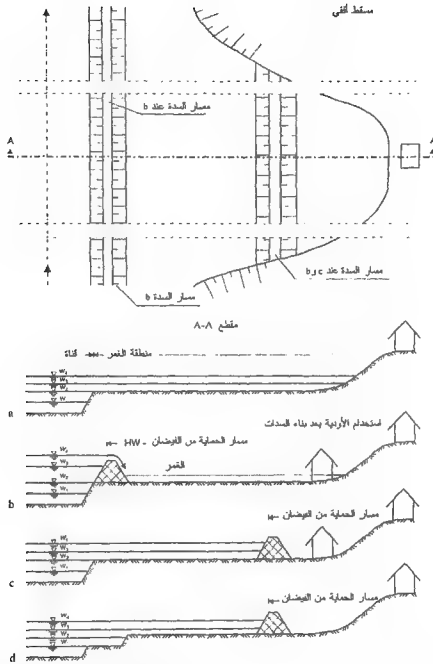 مسقط أفقي
مسار السدة عند b
A
A
مسار السدة عند b,c
مسار السدة b
مقطع A-A
منطقة الغمر
قناة
a
استخدام الأودية بعد بناء السدات
مسار الحماية من الفيضان - HW
الغمر
b
مسار الحماية من الفيضان
c
مسار الحماية من الفيضان
d